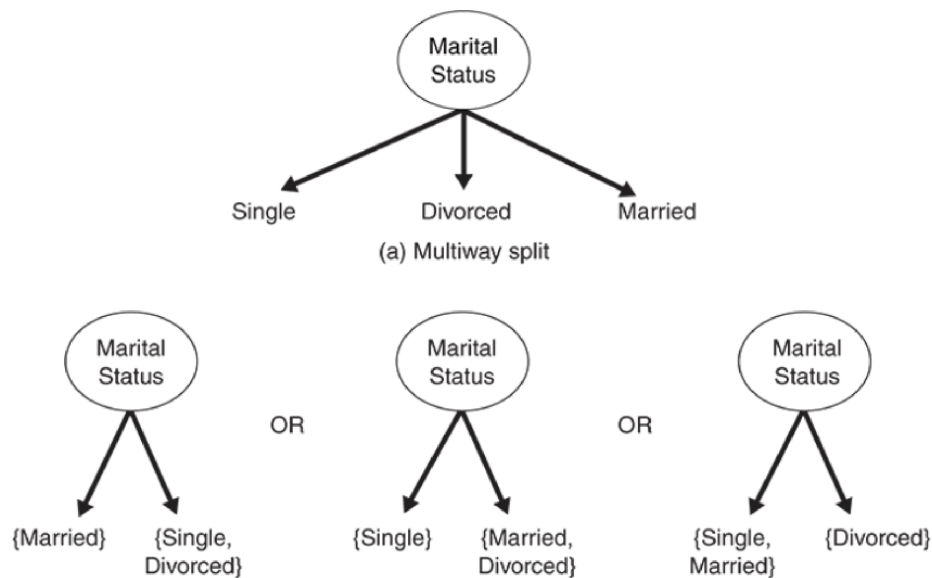 Marital
Status
Single Divorced Married
(a) Multiway split
Marital
Status
OR
Marital
Status
OR
Marital
Status
{Married}
{Single,
Divorced}
{Single}
{Married,
Divorced}
{Single,
Married}
{Divorced}